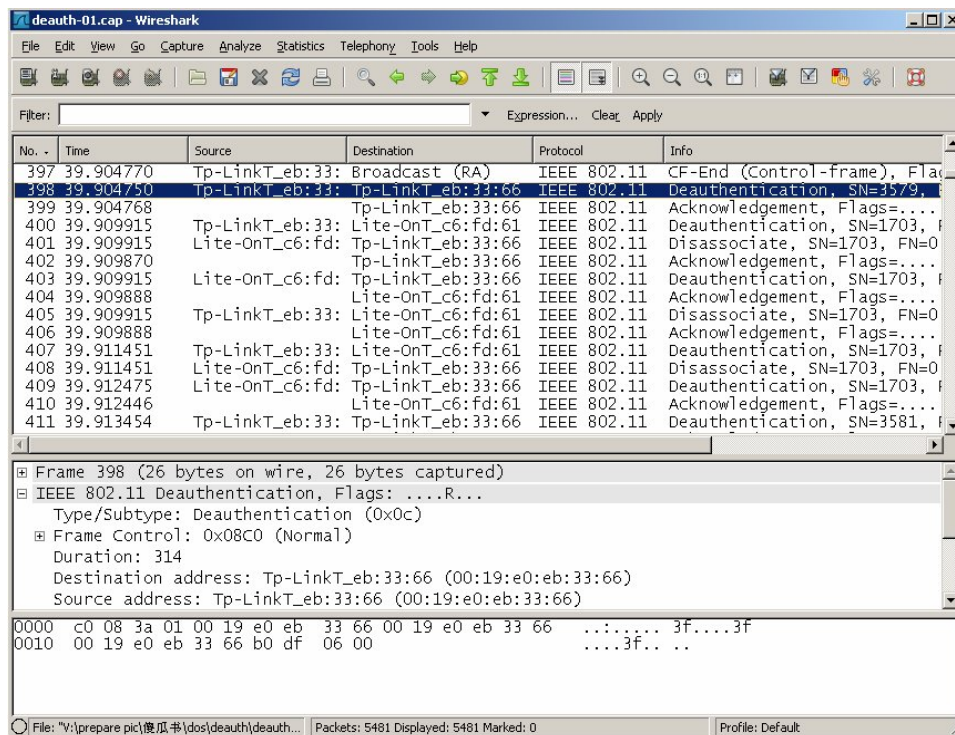 deauth-01.cap - Wireshark
File Edit View Go Capture Analyze Statistics Telephony Tools Help
Filter: Expression... Clear Apply
No. - Time Source Destination Protocol Info
397 39.904770 Tp-LinkT_eb:33: Broadcast (RA) IEEE 802.11 CF-End (Control-frame), Flag
398 39.904750 Tp-LinkT_eb:33: Tp-LinkT_eb:33:66 IEEE 802.11 Deauthentication, SN=3579,
399 39.904768 Tp-LinkT_eb:33:66 IEEE 802.11 Acknowledgement, Flags=....
400 39.909915 Tp-LinkT_eb:33: Lite-OnT_c6:fd:61 IEEE 802.11 Deauthentication, SN=1703,
401 39.909915 Lite-OnT_c6:fd: Tp-LinkT_eb:33:66 IEEE 802.11 Disassociate, SN=1703, FN=0
402 39.909870 Tp-LinkT_eb:33:66 IEEE 802.11 Acknowledgement, Flags=....
403 39.909915 Lite-OnT_c6:fd: Tp-LinkT_eb:33:66 IEEE 802.11 Deauthentication, SN=1703,
404 39.909888 Lite-OnT_c6:fd:61 IEEE 802.11 Acknowledgement, Flags=....
405 39.909915 Tp-LinkT_eb:33: Lite-OnT_c6:fd:61 IEEE 802.11 Disassociate, SN=1703, FN=0
406 39.909888 Lite-OnT_c6:fd:61 IEEE 802.11 Acknowledgement, Flags=....
407 39.911451 Tp-LinkT_eb:33: Lite-OnT_c6:fd:61 IEEE 802.11 Deauthentication, SN=1703,
408 39.911451 Lite-OnT_c6:fd: Tp-LinkT_eb:33:66 IEEE 802.11 Disassociate, SN=1703, FN=0
409 39.912475 Lite-OnT_c6:fd: Tp-LinkT_eb:33:66 IEEE 802.11 Deauthentication, SN=1703,
410 39.912446 Lite-OnT_c6:fd:61 IEEE 802.11 Acknowledgement, Flags=....
411 39.913454 Tp-LinkT_eb:33: Lite-OnT_c6:fd:61 IEEE 802.11 Deauthentication, SN=3581,
Frame 398 (26 bytes on wire, 26 bytes captured)
IEEE 802.11 Deauthentication, Flags: ....R...
Type/Subtype: Deauthentication (0x0c)
Frame Control: 0x08C0 (Normal)
Duration: 314
Destination address: Tp-LinkT_eb:33:66 (00:19:e0:eb:33:66)
Source address: Tp-LinkT_eb:33:66 (00:19:e0:eb:33:66)
0000 c0 08 3a 01 00 19 e0 eb 33 66 00 19 e0 eb 33 66 ..:..... 3f....3f
0010 00 19 e0 eb 33 66 b0 df 06 00 ....3f.. ..
File: "V:\prepare pic\傻瓜书\dos\deauth\deauth... Packets: 5481 Displayed: 5481 Marked: 0 Profile: Default